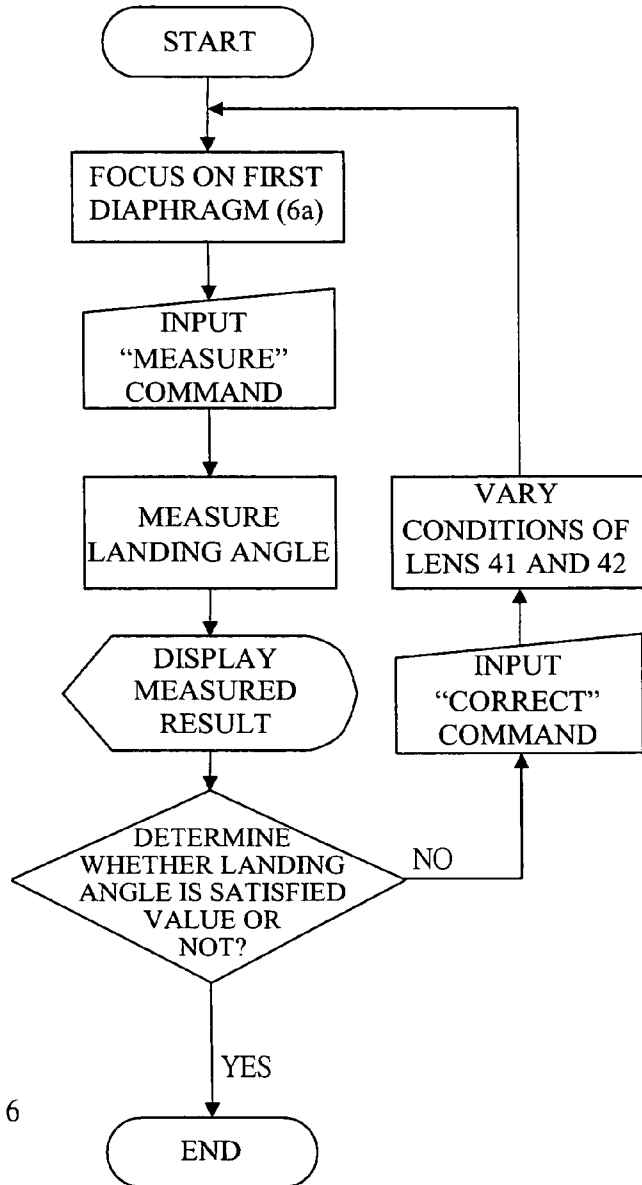 START
FOCUS ON FIRST
DIAPHRAGM (6a)
INPUT
“MEASURE”
COMMAND
MEASURE
LANDING ANGLE
DISPLAY
MEASURED
RESULT
DETERMINE
WHETHER LANDING
ANGLE IS SATISFIED
VALUE OR
NOT?
NO
INPUT
“CORRECT”
COMMAND
VARY
CONDITIONS OF
LENS 41 AND 42
YES
6
END